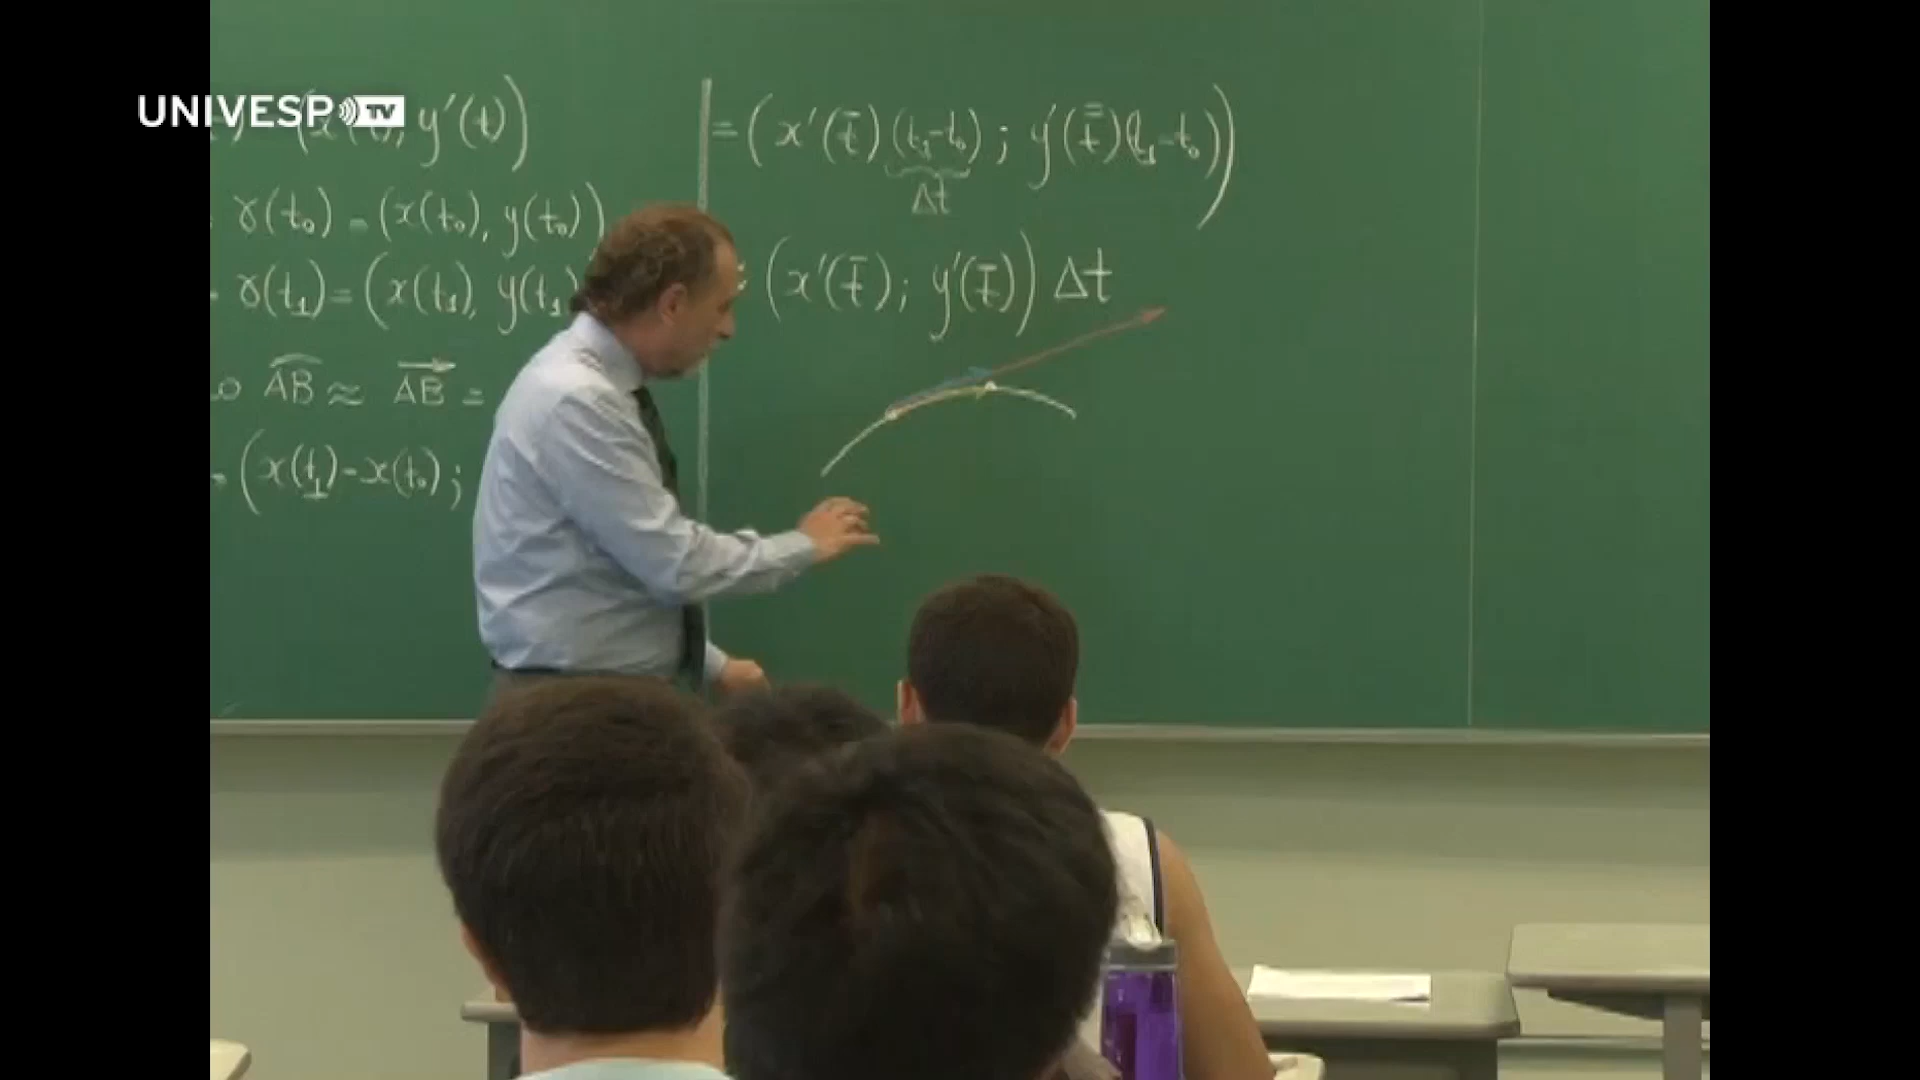 UNIVESP TV
(x'(t), y'(t))
γ(t₀) = (x(t₀), y(t₀))
γ(t₁) = (x(t₁), y(t₁)
AB ≈ AB =
= (x(t₁) - x(t₀);
= (x'(t̄)(t₁-t₀); y'(t̿)(t₁-t₀))
Δt
(x'(t̄); y'(t̄)) Δt